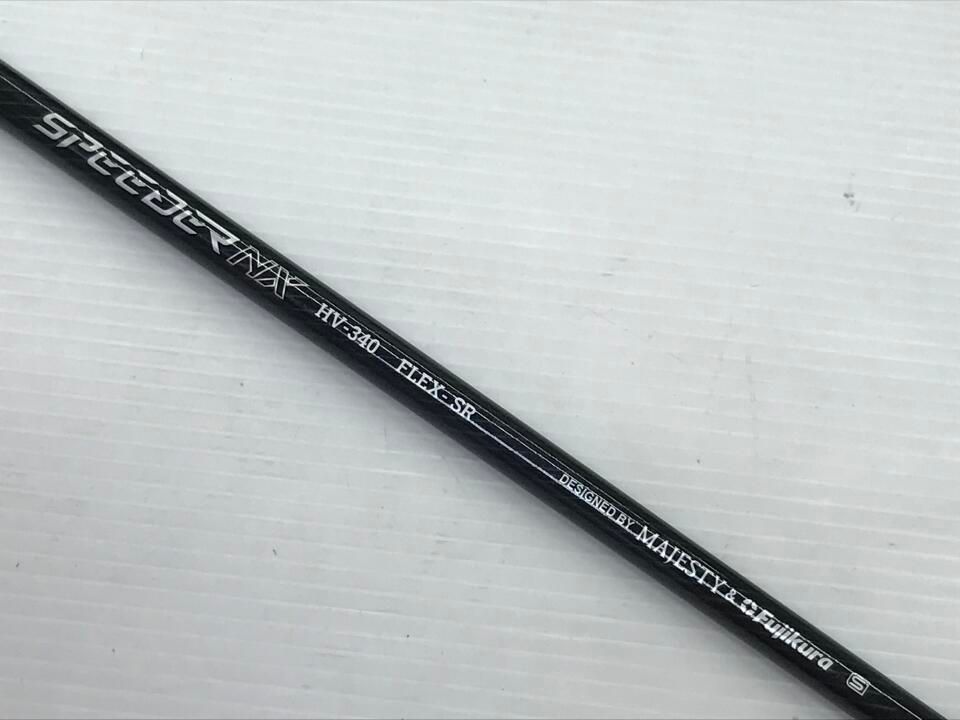 SPEEDER NX HV-340 FLEX-SR DESIGNED BY MAJESTY & Fujikura S